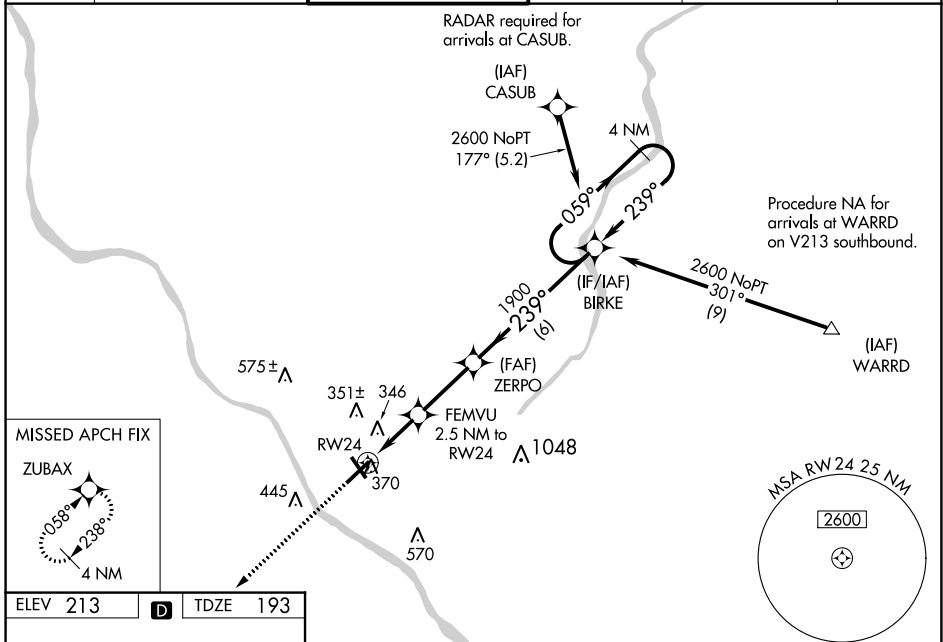 RADAR required for
arrivals at CASUB.
(IAF)
CASUB
2600 NoPT
177° (5.2)
4 NM
059°
239°
Procedure NA for
arrivals at WARRD
on V213 southbound.
(IF/IAF)
BIRKE
2600 NoPT
301°
(9)
(IAF)
WARRD
1900
239°
(6)
(FAF)
ZERPO
575±
351±
346
FEMVU
2.5 NM to
RW24
1048
RW24
370
445
570
MISSED APCH FIX
ZUBAX
058°
238°
4 NM
MSA RW 24 25 NM
2600
ELEV 213
D
TDZE 193